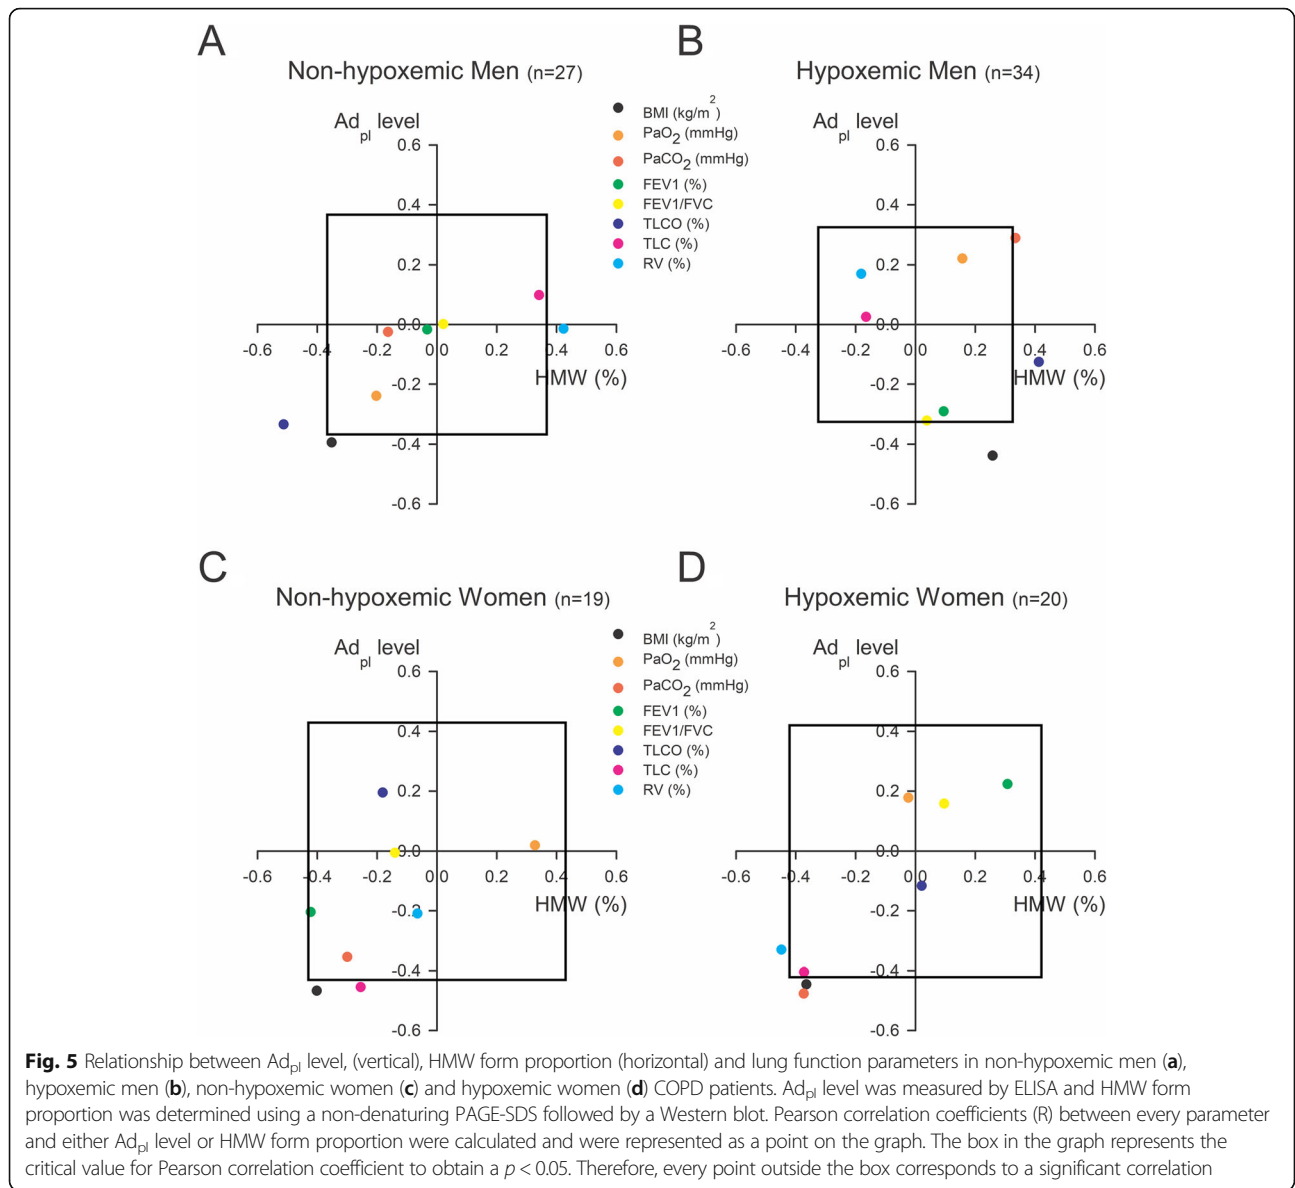 A
Non-hypoxemic Men (n=27)
Ad_pl level
0.6
0.4
0.2
0.0
-0.2
-0.4
-0.6
-0.6 -0.4 -0.2 0.0 0.2 0.4 0.6
HMW (%)
BMI (kg/m²)
PaO₂ (mmHg)
PaCO₂ (mmHg)
FEV1 (%)
FEV1/FVC
TLCO (%)
TLC (%)
RV (%)
B
Hypoxemic Men (n=34)
Ad_pl level
0.6
0.4
0.2
0.0
-0.2
-0.4
-0.6
-0.6 -0.4 -0.2 0.0 0.2 0.4 0.6
HMW (%)
C
Non-hypoxemic Women (n=19)
Ad_pl level
0.6
0.4
0.2
0.0
-0.2
-0.4
-0.6
-0.6 -0.4 -0.2 0.0 0.2 0.4 0.6
HMW (%)
BMI (kg/m²)
PaO₂ (mmHg)
PaCO₂ (mmHg)
FEV1 (%)
FEV1/FVC
TLCO (%)
TLC (%)
RV (%)
D
Hypoxemic Women (n=20)
Ad_pl level
0.6
0.4
0.2
0.0
-0.2
-0.4
-0.6
-0.6 -0.4 -0.2 0.0 0.2 0.4 0.6
HMW (%)
Fig. 5 Relationship between Ad_pl level, (vertical), HMW form proportion (horizontal) and lung function parameters in non-hypoxemic men (a),
hypoxemic men (b), non-hypoxemic women (c) and hypoxemic women (d) COPD patients. Ad_pl level was measured by ELISA and HMW form
proportion was determined using a non-denaturing PAGE-SDS followed by a Western blot. Pearson correlation coefficients (R) between every parameter
and either Ad_pl level or HMW form proportion were calculated and were represented as a point on the graph. The box in the graph represents the
critical value for Pearson correlation coefficient to obtain a p < 0.05. Therefore, every point outside the box corresponds to a significant correlation